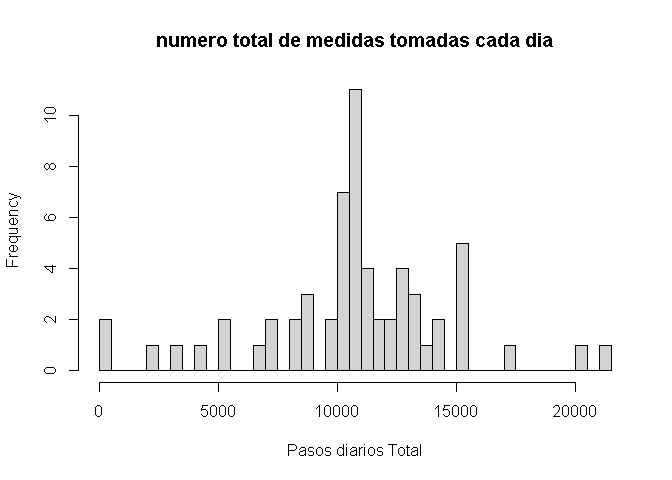 numero total de medidas tomadas cada dia
Frequency
10
8
6
4
2
0
0 5000 10000 15000 20000
Pasos diarios Total